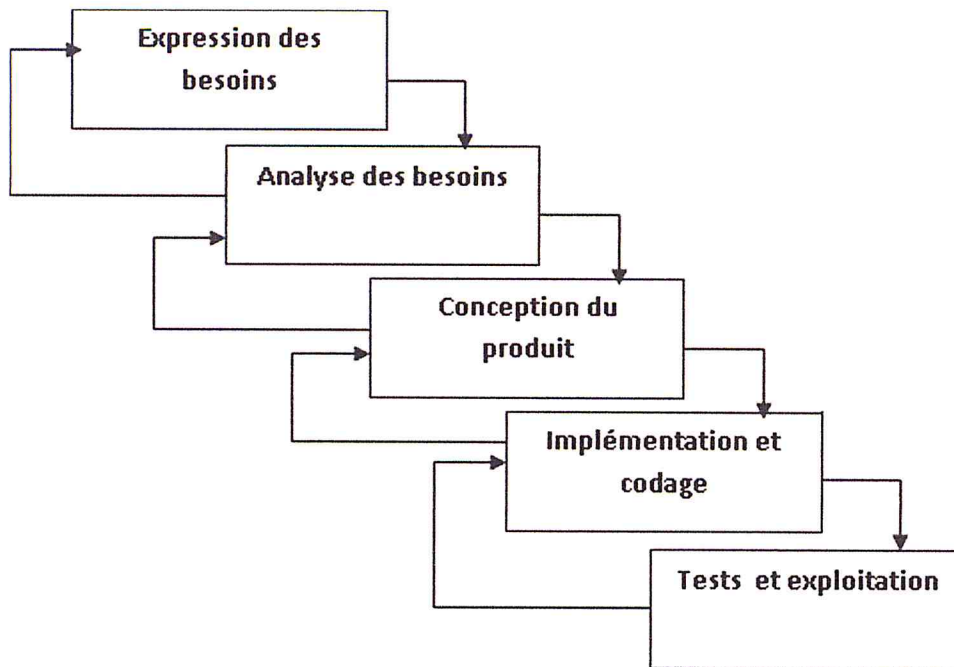 Expression des
besoins
Analyse des besoins
Conception du
produit
Implémentation et
codage
Tests et exploitation